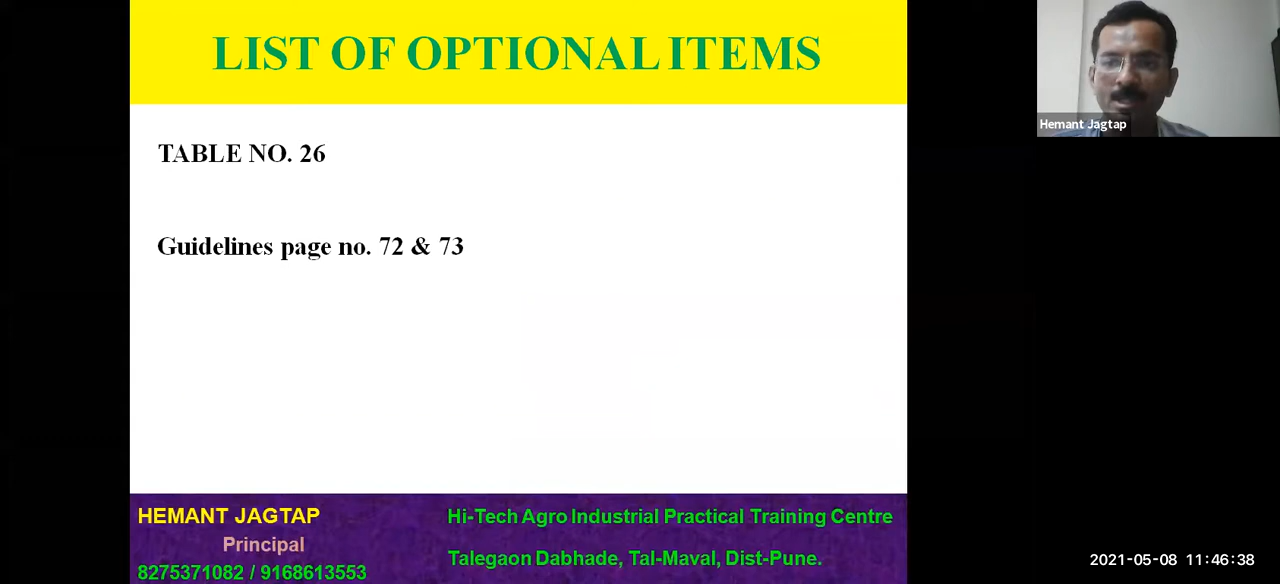 LIST OF OPTIONAL ITEMS
Hemant Jagtap
TABLE NO. 26
Guidelines page no. 72 & 73
HEMANT JAGTAP
Principal
8275371082 / 9168613553
Hi-Tech Agro Industrial Practical Training Centre
Talegaon Dabhade, Tal-Maval, Dist-Pune.
2021-05-08 11:46:38